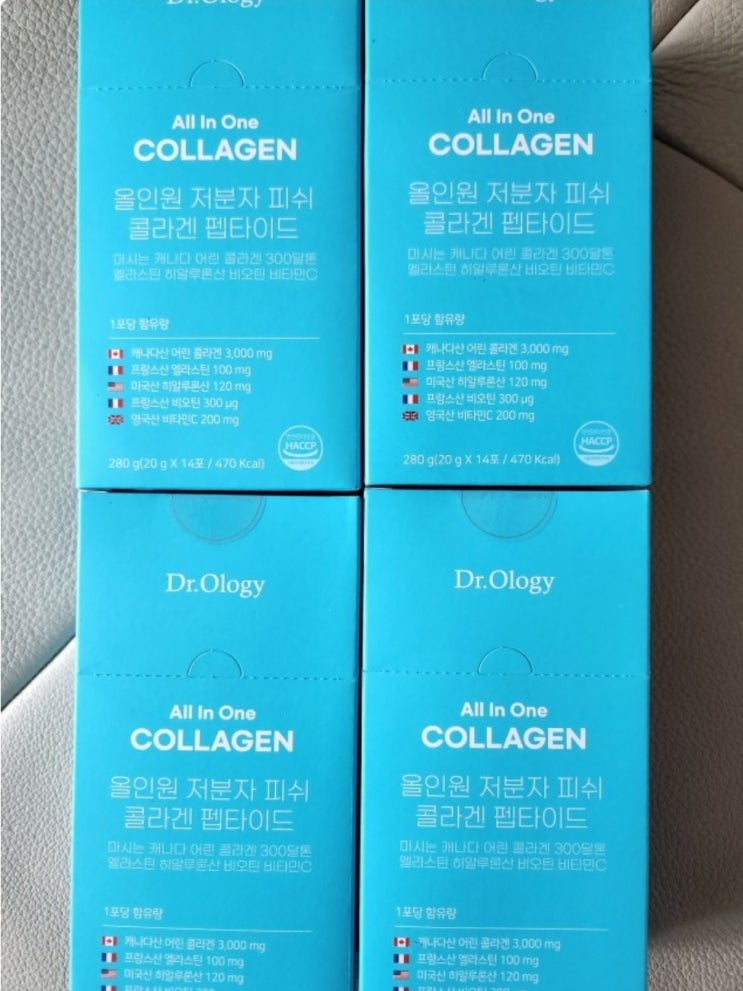 Dr.Ology
All In One
COLLAGEN
올인원 저분자 피쉬
콜라겐 펩타이드
마시는 캐나다 어린 콜라겐 300달톤
엘라스틴 히알루론산 비오틴 비타민C
1포당 함유량
캐나다산 어린 콜라겐 3,000 mg
프랑스산 엘라스틴 100 mg
미국산 히알루론산 120 mg
프랑스산 비오틴 300 μg
영국산 비타민C 200 mg
HACCP
280 g(20 g X 14포 / 470 Kcal)
All In One
COLLAGEN
올인원 저분자 피쉬
콜라겐 펩타이드
마시는 캐나다 어린 콜라겐 300달톤
엘라스틴 히알루론산 비오틴 비타민C
1포당 함유량
캐나다산 어린 콜라겐 3,000 mg
프랑스산 엘라스틴 100 mg
미국산 히알루론산 120 mg
프랑스산 비오틴 300 μg
영국산 비타민C 200 mg
HACCP
280 g(20 g X 14포 / 470 Kcal)
Dr.Ology
All In One
COLLAGEN
올인원 저분자 피쉬
콜라겐 펩타이드
마시는 캐나다 어린 콜라겐 300달톤
엘라스틴 히알루론산 비오틴 비타민C
1포당 함유량
캐나다산 어린 콜라겐 3,000 mg
프랑스산 엘라스틴 100 mg
미국산 히알루론산 120 mg
프랑스산 비오틴 300
Dr.Ology
All In One
COLLAGEN
올인원 저분자 피쉬
콜라겐 펩타이드
마시는 캐나다 어린 콜라겐 300달톤
엘라스틴 히알루론산 비오틴 비타민C
1포당 함유량
캐나다산 어린 콜라겐 3,000 mg
프랑스산 엘라스틴 100 mg
미국산 히알루론산 120 mg
프랑스산 비오틴 300